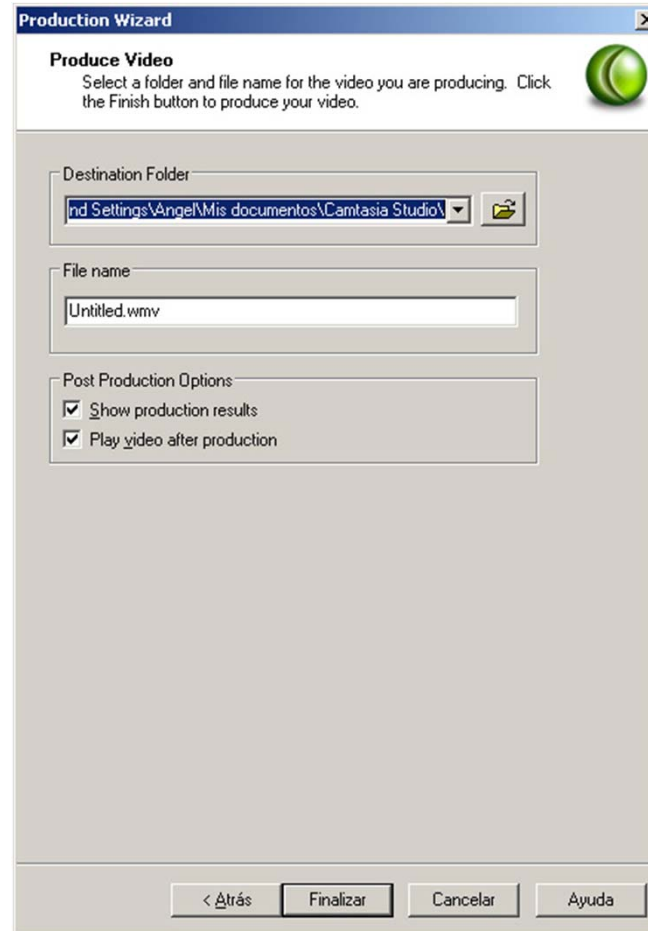 Production Wizard
Produce Video
Select a folder and file name for the video you are producing. Click
the Finish button to produce your video.
Destination Folder
nd Settings\Angel\Mis documentos\Camtasia Studio\
File name
Untitled.wmv
Post Production Options
Show production results
Play video after production
< Atrás
Finalizar
Cancelar
Ayuda